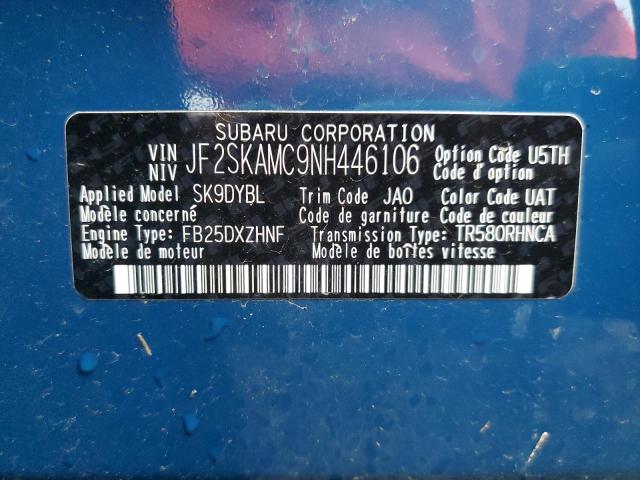 SUBARU CORPORATION
VIN NIV JF2SKAMC9NH446106 Option Code U5TH
Code d'option
Applied Model SK9DYBL Trim Code JAO Color Code UAT
Modèle concerné Code de garniture Code de couleur
Engine Type: FB25DXZHNF Transmission Type: TR580RHNCA
Modèle de moteur Modèle de boîtes vitesse